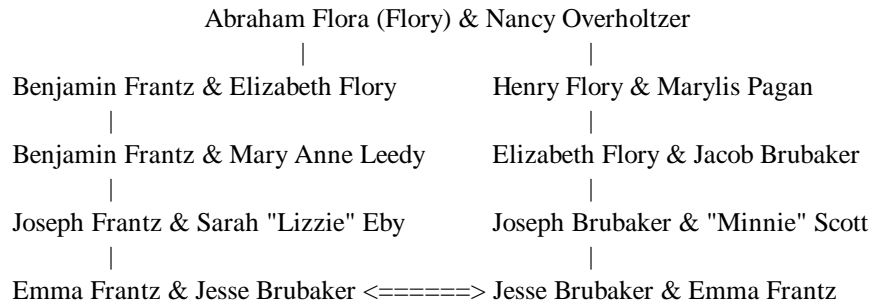 Abraham Flora (Flory) & Nancy Overholtzer
| |
Benjamin Frantz & Elizabeth Flory Henry Flory & Marylis Pagan
| |
Benjamin Frantz & Mary Anne Leedy Elizabeth Flory & Jacob Brubaker
| |
Joseph Frantz & Sarah "Lizzie" Eby Joseph Brubaker & "Minnie" Scott
| |
Emma Frantz & Jesse Brubaker <======> Jesse Brubaker & Emma Frantz